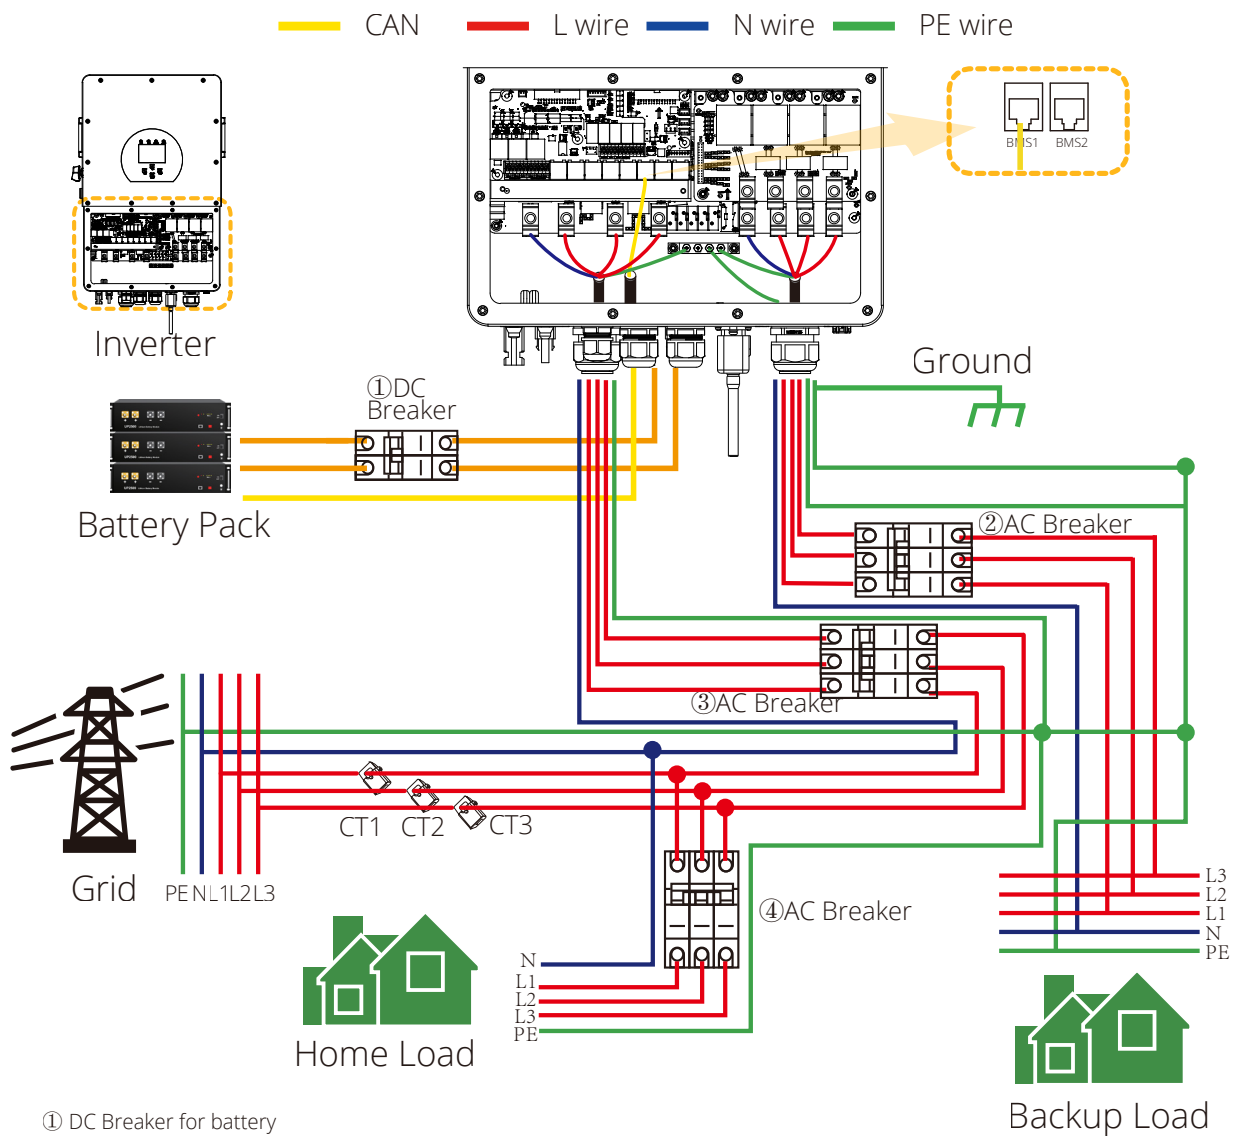 CAN L wire N wire PE wire
BMS1 BMS2
Inverter
Ground
①DC
Breaker
Battery Pack
②AC Breaker
③AC Breaker
CT1 CT2 CT3
Grid
PE N L1 L2 L3
④AC Breaker
L3
L2
L1
N
PE
N
L1
L2
L3
PE
Home Load
Backup Load
① DC Breaker for battery